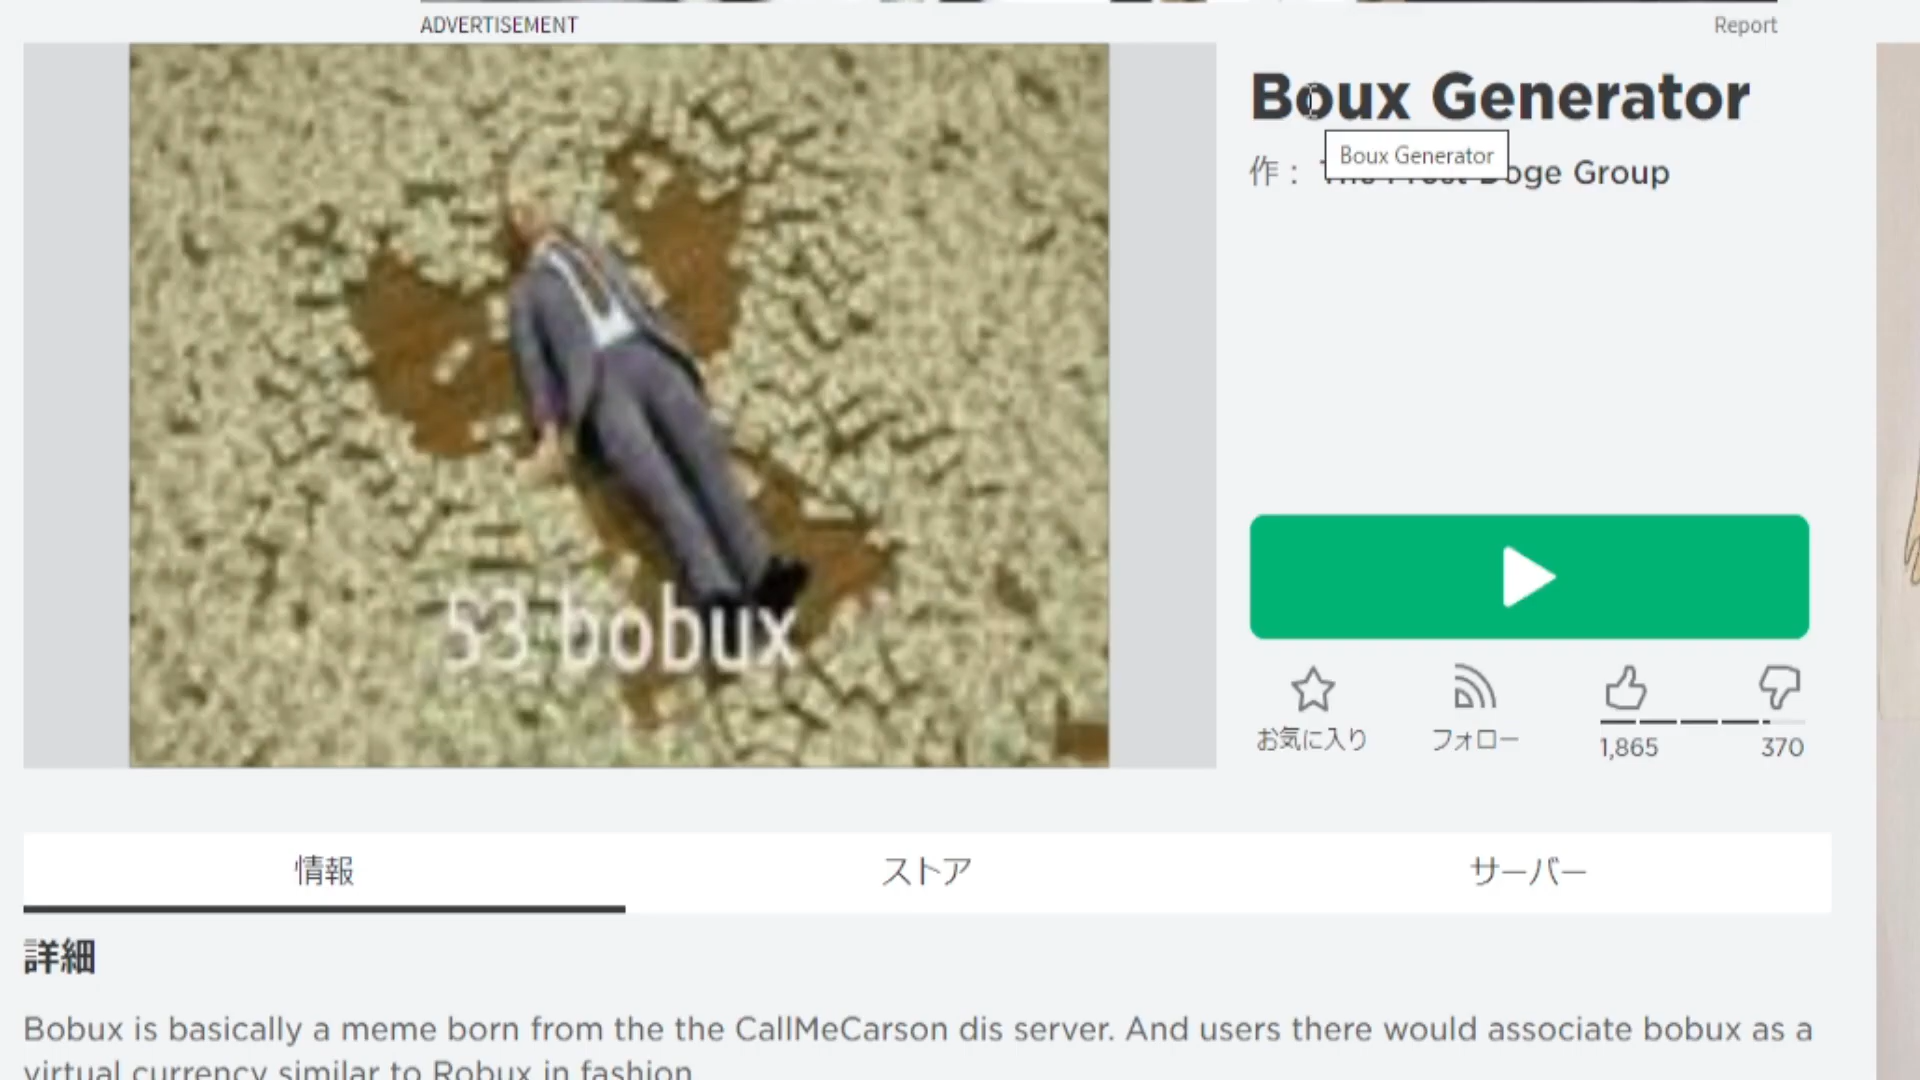 ADVERTISEMENT
Report
Boux Generator
Boux Generator
作： oge Group
53 bobux
お気に入り
フォロー
1,865
370
情報
ストア
サーバー
詳細
Bobux is basically a meme born from the the CallMeCarson dis server. And users there would associate bobux as a
virtual currency similar to Robux in fashion